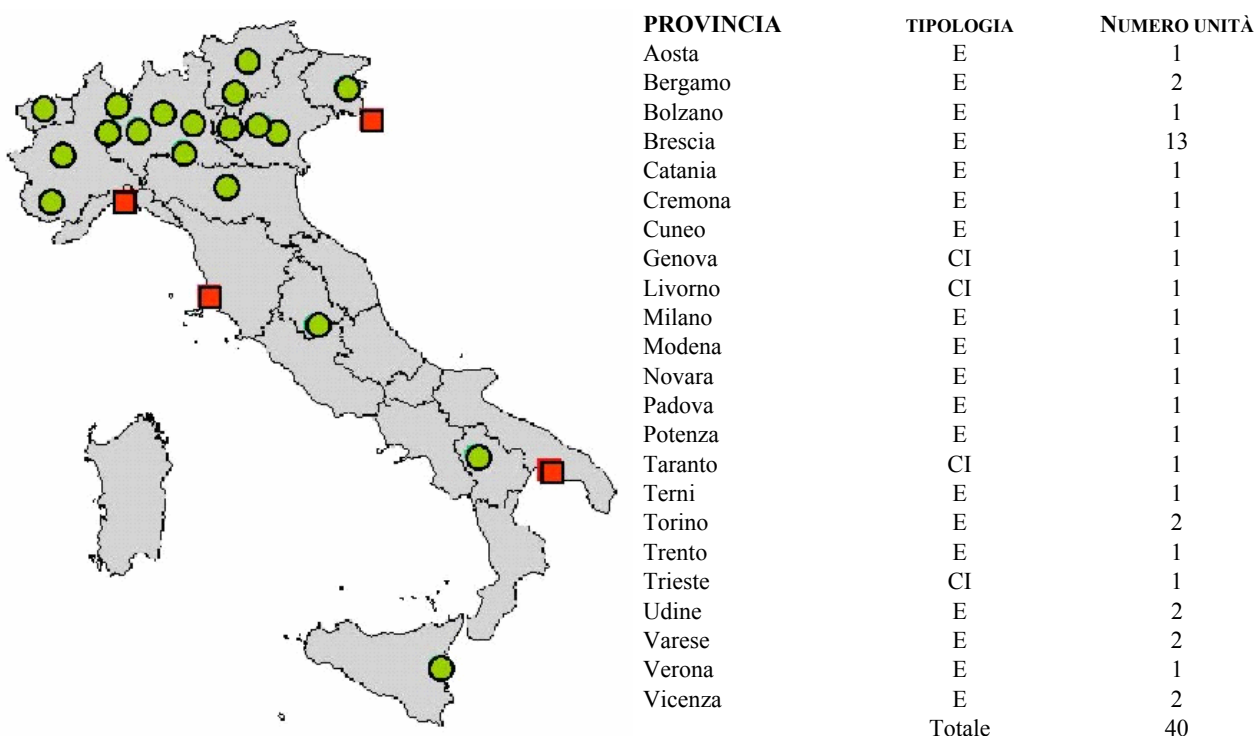 PROVINCIA TIPOLOGIA NUMERO UNITÀ
Aosta E 1
Bergamo E 2
Bolzano E 1
Brescia E 13
Catania E 1
Cremona E 1
Cuneo E 1
Genova CI 1
Livorno CI 1
Milano E 1
Modena E 1
Novara E 1
Padova E 1
Potenza E 1
Taranto CI 1
Terni E 1
Torino E 2
Trento E 1
Trieste CI 1
Udine E 2
Varese E 2
Verona E 1
Vicenza E 2
Totale 40